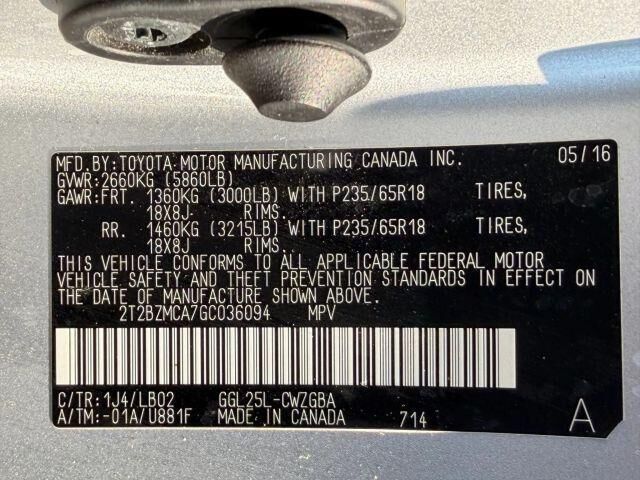 MFD.BY:TOYOTA MOTOR MANUFACTURING CANADA INC. 05/16
GVWR:2660KG (5860LB)
GAWR:FRT. 1360KG (3000LB) WITH P235/65R18 TIRES,
18X8J- RIMS.
RR. 1460KG (3215LB) WITH P235/65R18 TIRES,
18X8J- RIMS.
THIS VEHICLE CONFORMS TO ALL APPLICABLE FEDERAL MOTOR
VEHICLE SAFETY AND THEFT PREVENTION STANDARDS IN EFFECT ON
THE DATE OF MANUFACTURE SHOWN ABOVE.
2T2BZMCA7GC036094 MPV
C/TR:1J4/LB02 GGL25L-CWZGBA
A/TM:-01A/U881F MADE IN CANADA 714 A